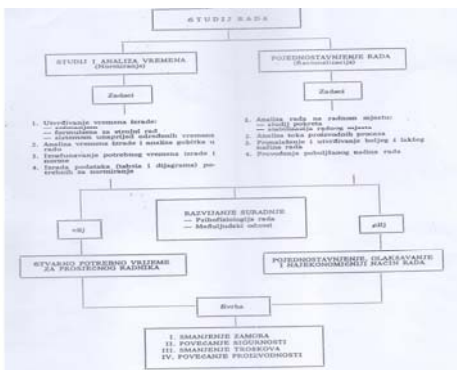 STUDIJ RADA
STUDIJ I ANALIZA VREMENA
(Normiranje)
POJEDNOSTAVNJENJE RADA
(Racionalizacija)
Zadaci
Zadaci
1. Utvrđivanje vremena izrade:
— snimanjem
— formulama za strojni rad
— sistemom unaprijed određenih vremena
2. Analiza vremena izrade i analiza gubitka u
radu
3. Izračunavanje potrebnog vremena izrade i
norme
4. Izrada podataka (tabela i dijagrama) po-
trebnih za normiranje
1. Analiza rada na radnom mjestu:
— studij pokreta
— radnog mjesta
2. Analiza toka proizvodnih procesa
3. Pronalaženje i utvrđivanje boljeg i lakšeg
načina rada
4. Provođenje poboljšanog načina rada
RAZVIJANJE SURADNJE
— Psihofiziologija rada
— Međuljudski odnosi
cilj
cilj
STVARNO POTREBNO VRIJEME
ZA PROSJEČNOG RADNIKA
POJEDNOSTAVNJENJE, OLAKŠAVANJE
I NAJEKONOMIČNIJI NAČIN RADA
Svrha
I. SMANJENJE ZAMORA
II. POVEĆANJE SIGURNOSTI
III. SMANJENJE TROŠKOVA
IV. POVEĆANJE PROIZVODNOSTI